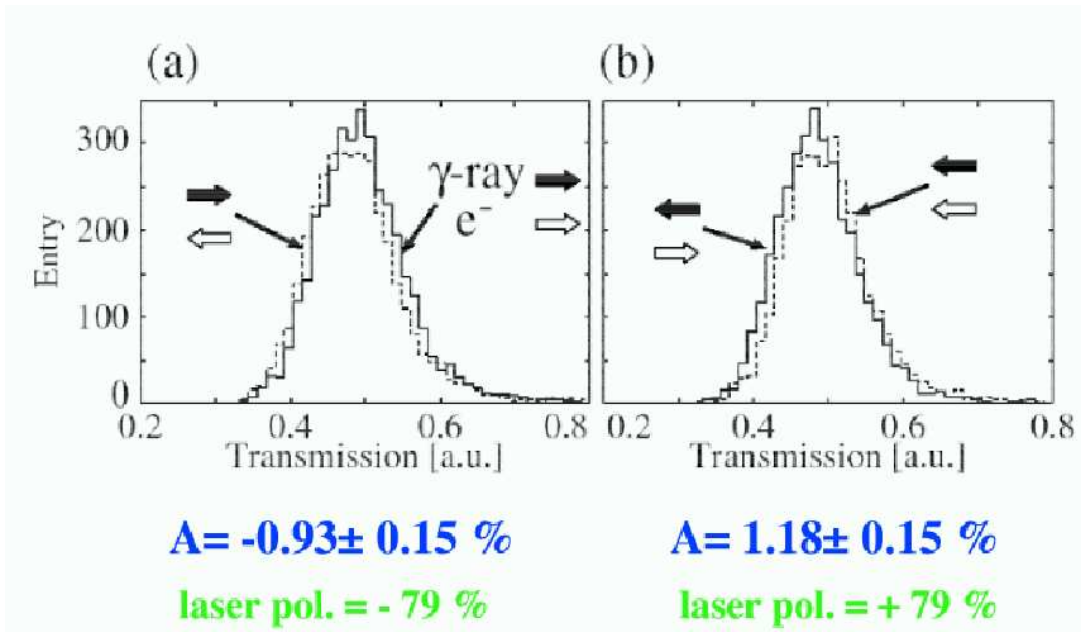 (a)
(b)
300
200
100
0
Entry
γ-ray
e⁻
0.2 0.4 0.6 0.8
0.2 0.4 0.6 0.8
Transmission [a.u.]
Transmission [a.u.]
A= -0.93± 0.15 %
A= 1.18± 0.15 %
laser pol. = - 79 %
laser pol. = + 79 %